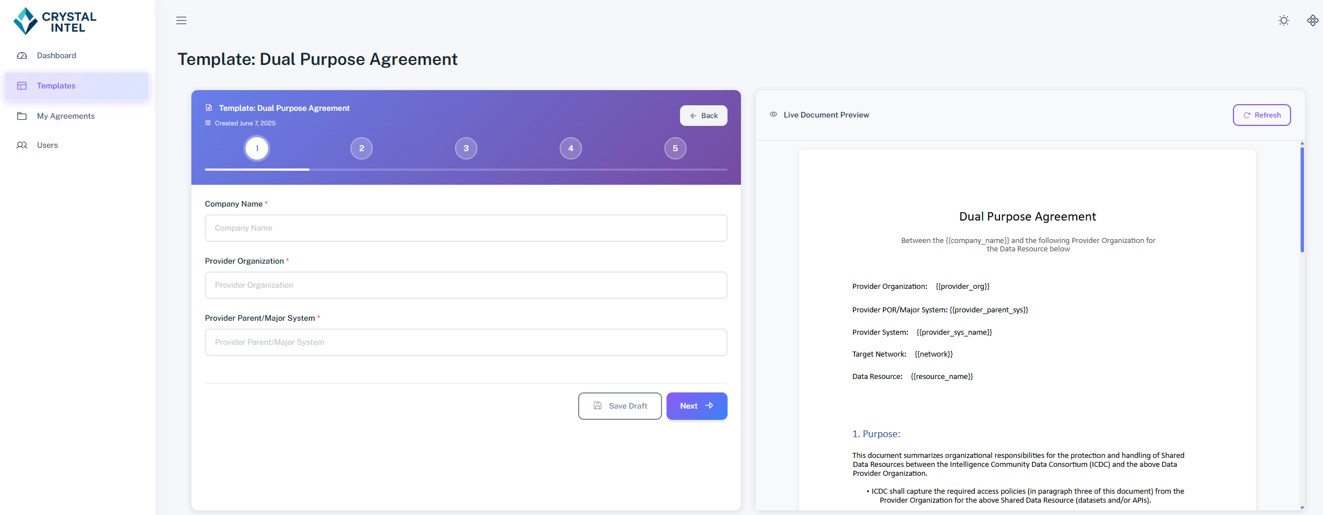 CRYSTAL
INTEL
Dashboard
Templates
My Agreements
Users
Template: Dual Purpose Agreement
Template: Dual Purpose Agreement
Created June 7, 2025
Back
1 2 3 4 5
Company Name *
Company Name
Provider Organization *
Provider Organization
Provider Parent/Major System *
Provider Parent/Major System
Save Draft
Next
Live Document Preview
Refresh
Dual Purpose Agreement
Between the {{company_name}} and the following Provider Organization for
the Data Resource below
Provider Organization: {{provider_org}}
Provider POR/Major System: {{provider_parent_sys}}
Provider System: {{provider_sys_name}}
Target Network: {{network}}
Data Resource: {{resource_name}}
1. Purpose:
This document summarizes organizational responsibilities for the protection and handling of Shared
Data Resources between the Intelligence Community Data Consortium (ICDC) and the above Data
Provider Organization.
• ICDC shall capture the required access policies (in paragraph three of this document) from the
Provider Organization for the above Shared Data Resource (datasets and/or APIs).